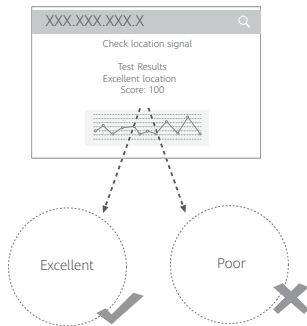 XXX.XXX.XXX.X
Check location signal
Test Results
Excellent location
Score: 100
Excellent
Poor